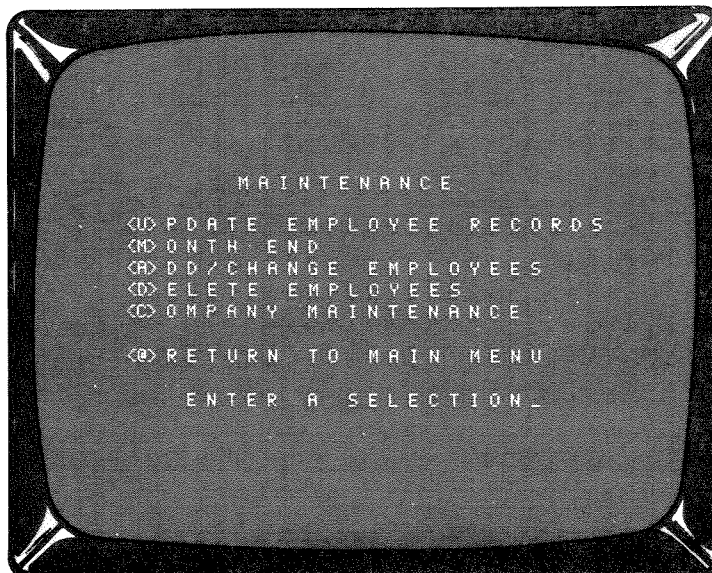 MAINTENANCE
<U>PDATE EMPLOYEE RECORDS
<M>ONTH END
<A>DD/CHANGE EMPLOYEES
<D>ELETE EMPLOYEES
<C>OMPANY MAINTENANCE
<@>RETURN TO MAIN MENU
ENTER A SELECTION_